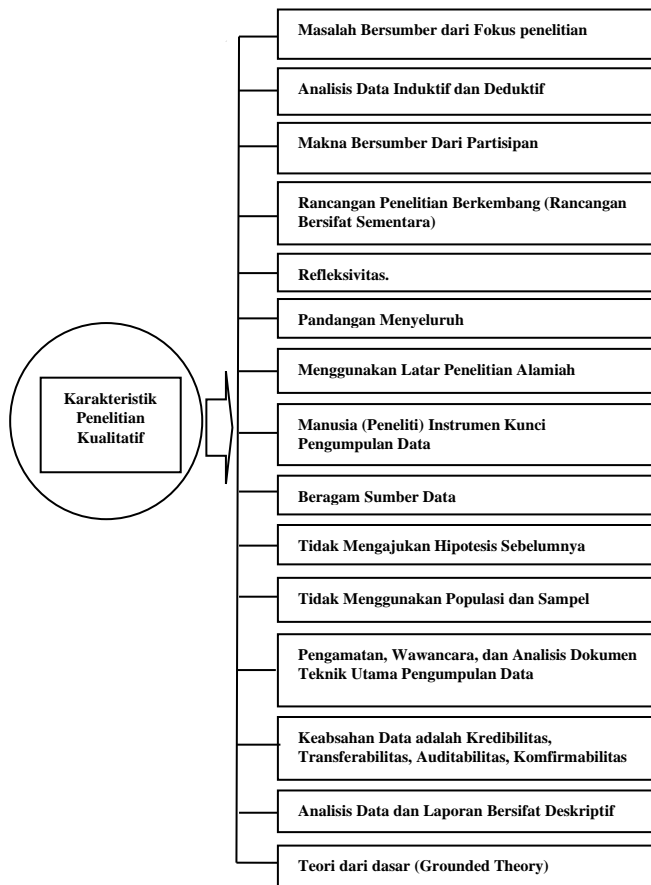 Masalah Bersumber dari Fokus penelitian
Analisis Data Induktif dan Deduktif
Makna Bersumber Dari Partisipan
Rancangan Penelitian Berkembang (Rancangan
Bersifat Sementara)
Refleksivitas.
Pandangan Menyeluruh
Menggunakan Latar Penelitian Alamiah
Karakteristik
Penelitian
Kualitatif
Manusia (Peneliti) Instrumen Kunci
Pengumpulan Data
Beragam Sumber Data
Tidak Mengajukan Hipotesis Sebelumnya
Tidak Menggunakan Populasi dan Sampel
Pengamatan, Wawancara, dan Analisis Dokumen
Teknik Utama Pengumpulan Data
Keabsahan Data adalah Kredibilitas,
Transferabilitas, Auditabilitas, Komfirmabilitas
Analisis Data dan Laporan Bersifat Deskriptif
Teori dari dasar (Grounded Theory)